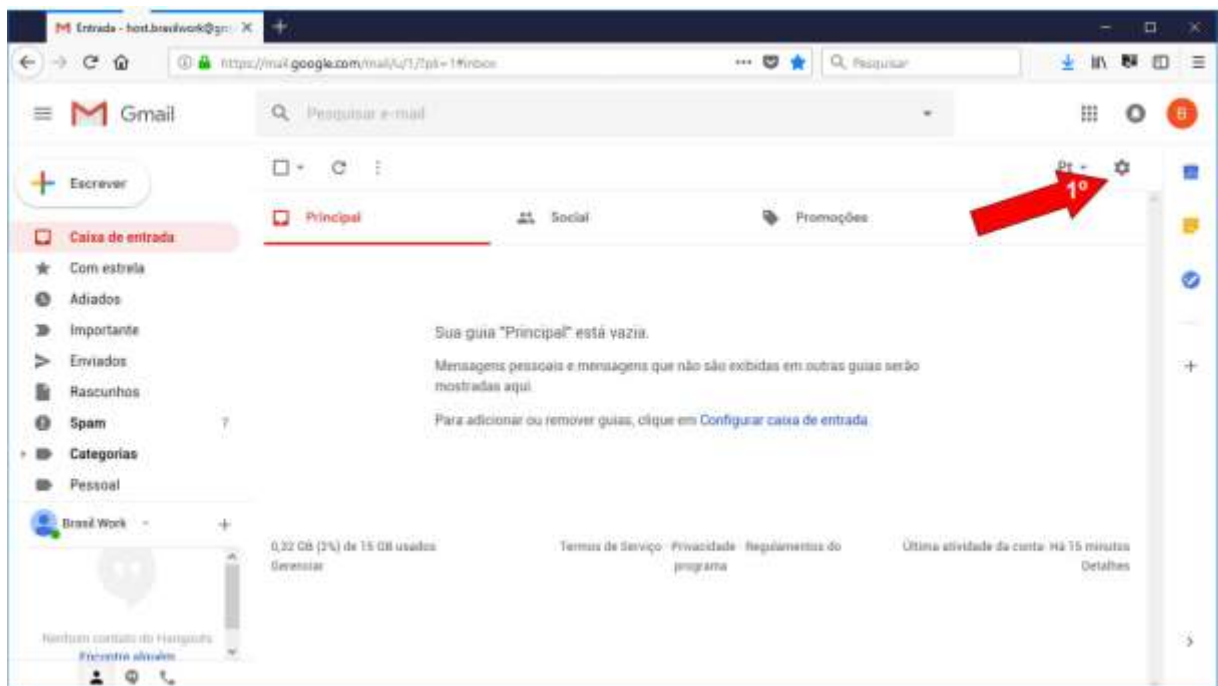 Entrada - host.brasilwork@gm
https://mail.google.com/mail/u/1/?pli=1#inbox
Pesquisar
Gmail
Pesquisar e-mail
B
Escrever
Pt
1º
Principal
Social
Promoções
Caixa de entrada
Com estrela
Adiados
Importante
Enviados
Rascunhos
Spam 7
Categorias
Pessoal
Sua guia "Principal" está vazia.
Mensagens pessoais e mensagens que não são exibidas em outras guias serão
mostradas aqui.
Para adicionar ou remover guias, clique em Configurar caixa de entrada.
Brasil Work
0,32 GB (2%) de 15 GB usados
Gerenciar
Termos de Serviço · Privacidade · Regulamentos do
programa
Última atividade da conta: Há 15 minutos
Detalhes
Nenhum contato do Hangouts
Encontre alguém